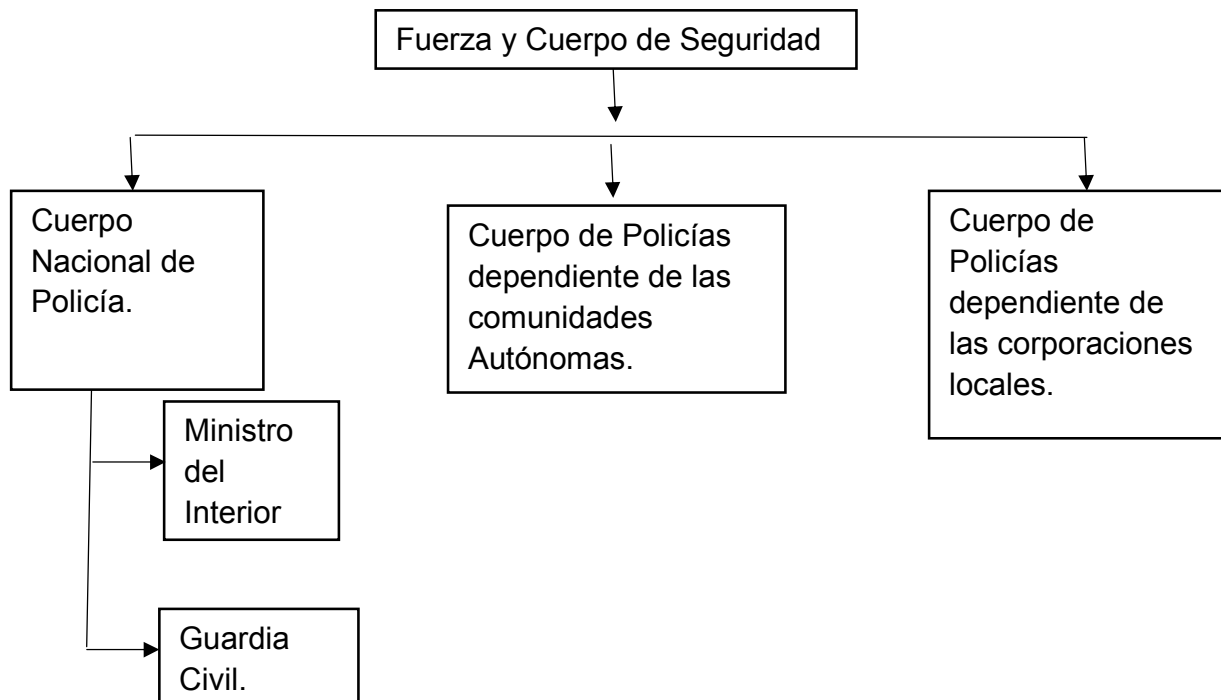 Fuerza y Cuerpo de Seguridad
Cuerpo
Nacional de
Policía.
Cuerpo de Policías
dependiente de las
comunidades
Autónomas.
Cuerpo de
Policías
dependiente de
las corporaciones
locales.
Ministro
del
Interior
Guardia
Civil.